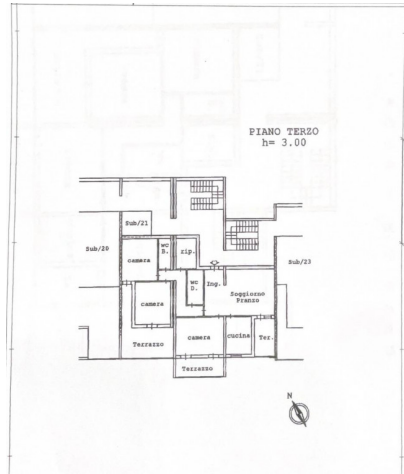 PIANO TERZO
h= 3.00
Sub/21
Sub/20
wc
B.
rip.
Sub/23
camera
wc
D.
Ing.
camera
Soggiorno
Pranzo
Terrazzo
camera
cucina
Ter.
Terrazzo
N